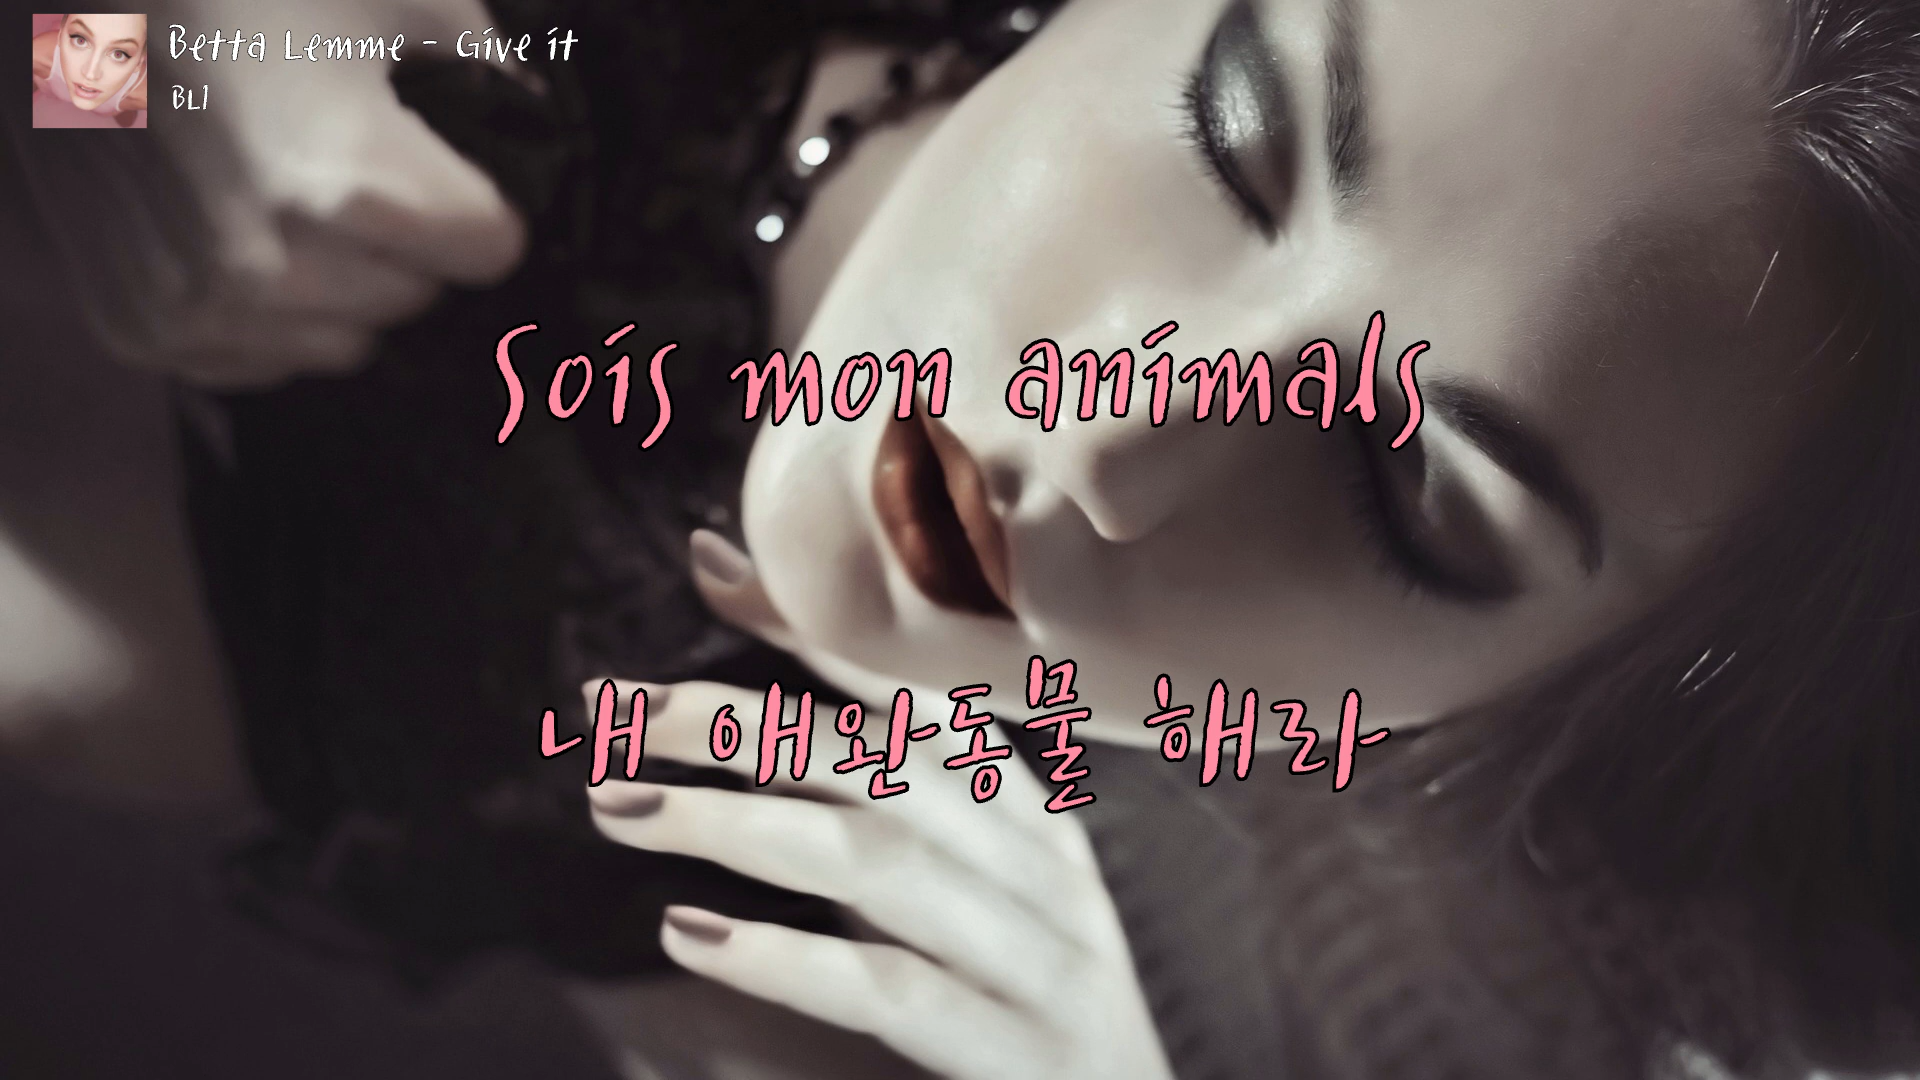 Betta Lemme - Give it
BLI
Sois mon animals
내 애완동물 해라